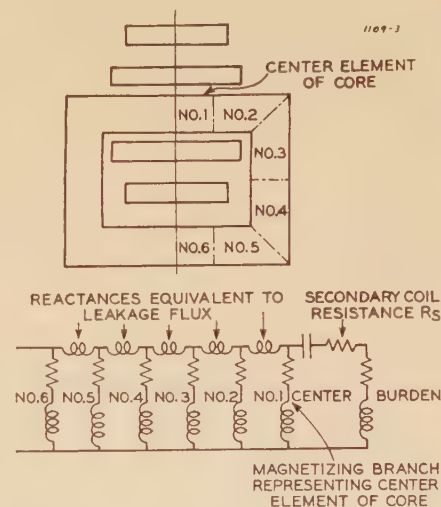 1109-3
CENTER ELEMENT
OF CORE
NO.1
NO.2
NO.3
NO.4
NO.6
NO.5
REACTANCES EQUIVALENT TO
LEAKAGE FLUX
SECONDARY COIL
RESISTANCE RS
NO.6
NO.5
NO.4
NO.3
NO.2
NO.1
CENTER
BURDEN
MAGNETIZING BRANCH
REPRESENTING CENTER
ELEMENT OF CORE